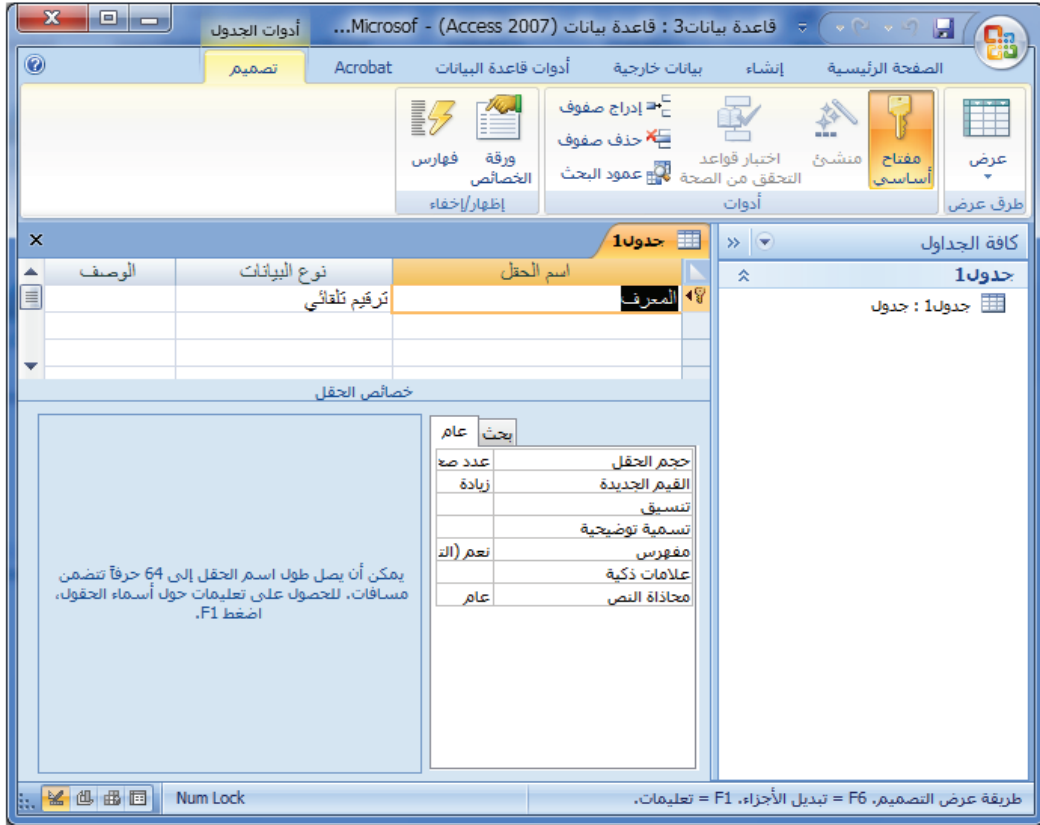 قاعدة بيانات3 : قاعدة بيانات (Access 2007) - Microsof...
أدوات الجدول
الصفحة الرئيسية
إنشاء
بيانات خارجية
أدوات قاعدة البيانات
Acrobat
تصميم
عرض
مفتاح أساسي
منشئ
اختبار قواعد التحقق من الصحة
إدراج صفوف
حذف صفوف
عمود البحث
ورقة الخصائص
فهارس
طرق عرض
أدوات
إظهار/إخفاء
كافة الجداول
جدول1
جدول1 : جدول
جدول1
اسم الحقل
نوع البيانات
الوصف
المعرف
ترقيم تلقائي
خصائص الحقل
عام
بحث
حجم الحقل
عدد صح
القيم الجديدة
زيادة
تنسيق
تسمية توضيحية
مفهرس
نعم (الت
علامات ذكية
محاذاة النص
عام
يمكن أن يصل طول اسم الحقل إلى 64 حرفاً تتضمن
مسافات. للحصول على تعليمات حول أسماء الحقول،
اضغط F1.
طريقة عرض التصميم. F6 = تبديل الأجزاء. F1 = تعليمات.
Num Lock